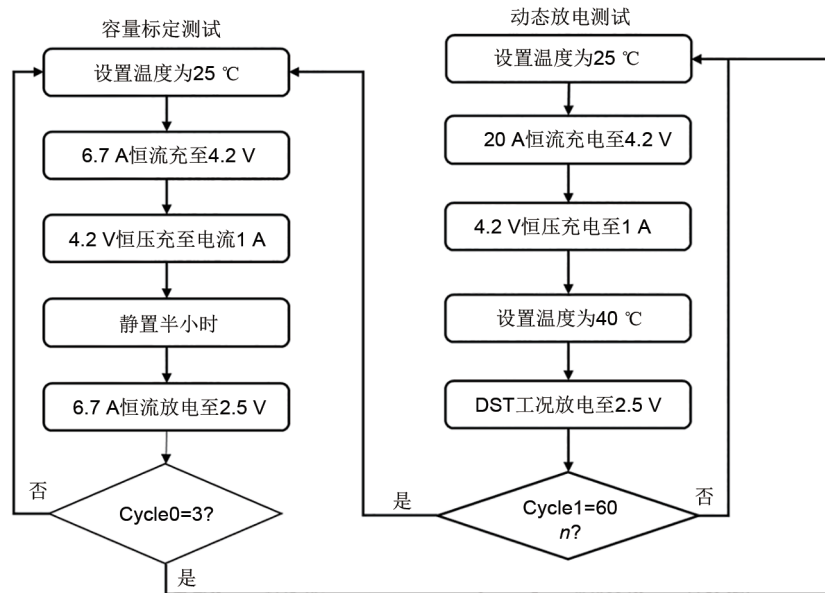 容量标定测试
设置温度为25 ℃
6.7 A恒流充至4.2 V
4.2 V恒压充至电流1 A
静置半小时
6.7 A恒流放电至2.5 V
否
Cycle0=3?
是
动态放电测试
设置温度为25 ℃
20 A恒流充电至4.2 V
4.2 V恒压充电至1 A
设置温度为40 ℃
DST工况放电至2.5 V
是
Cycle1=60
n?
否